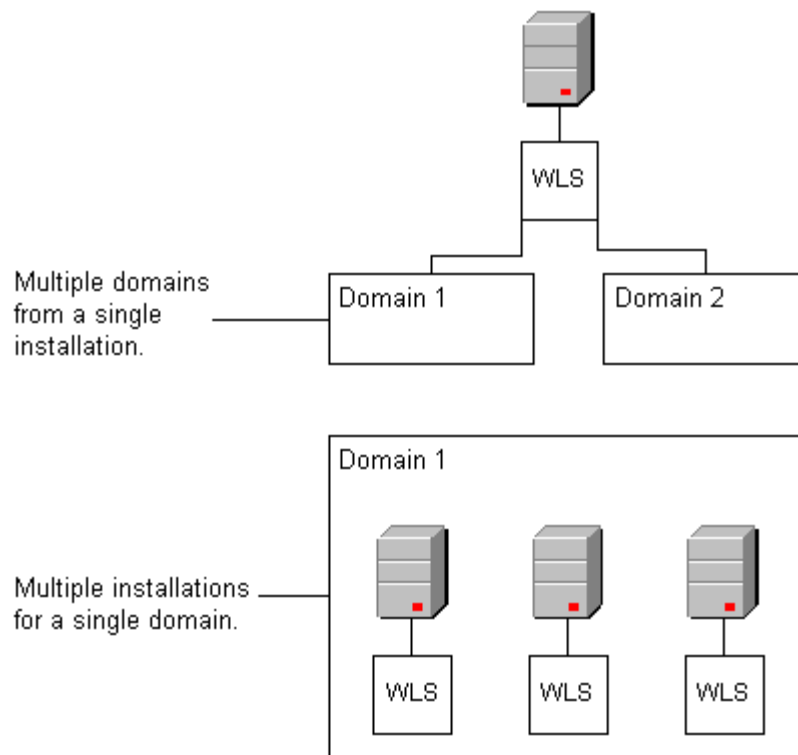 WLS
Multiple domains
from a single
installation.
Domain 1
Domain 2
Domain 1
Multiple installations
for a single domain.
WLS
WLS
WLS